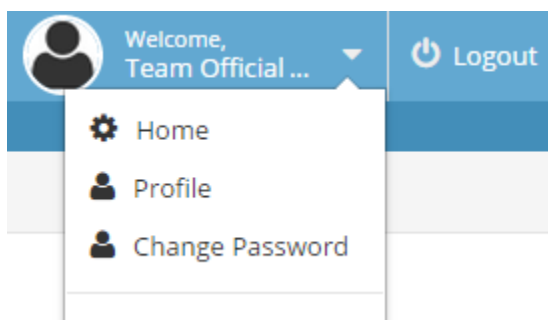 Welcome,
Team Official ...
Logout
Home
Profile
Change Password